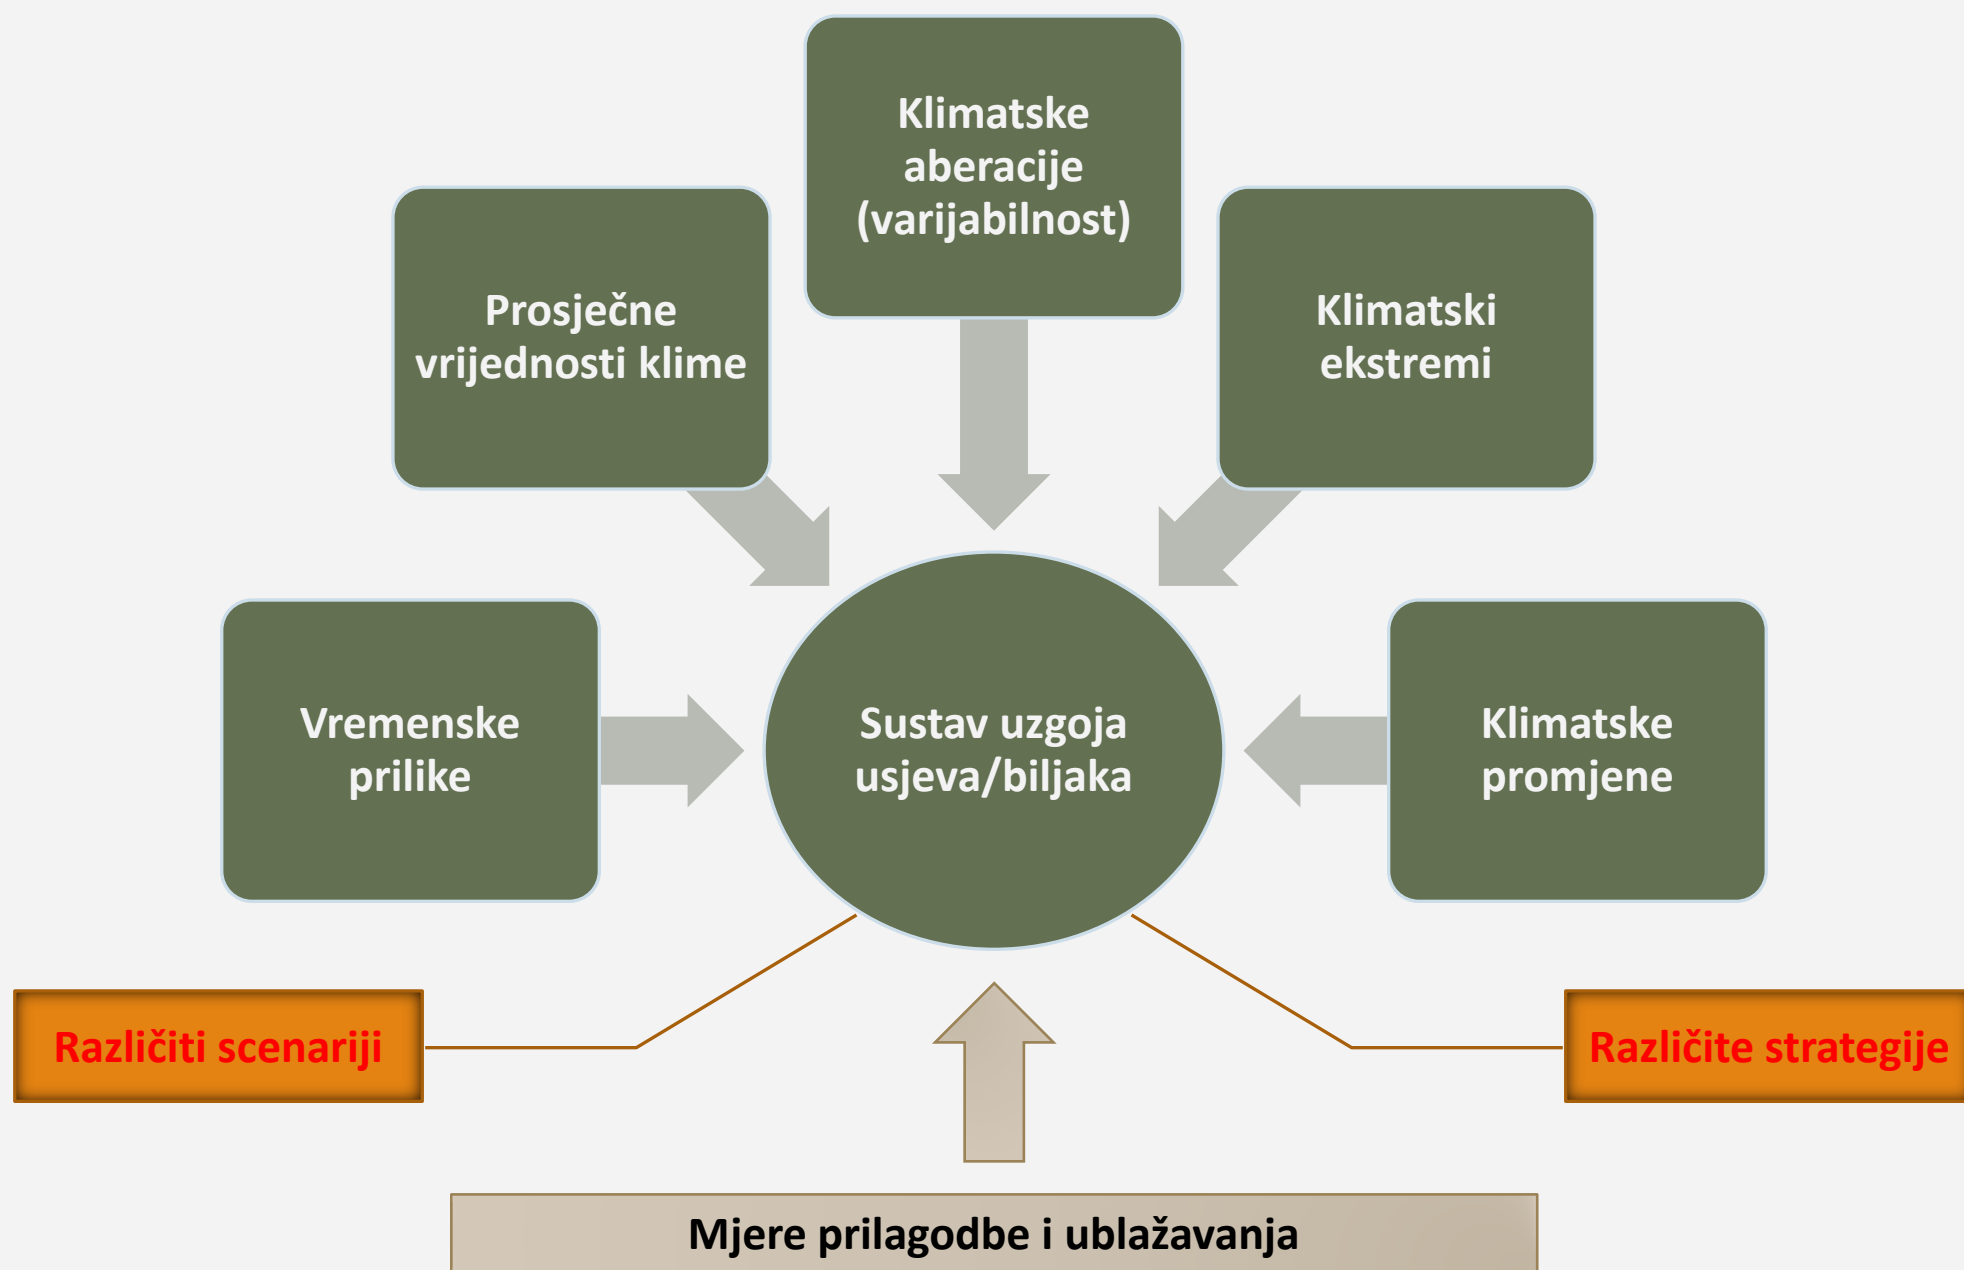 Klimatske
aberacije
(varijabilnost)
Prosječne
vrijednosti klime
Klimatski
ekstremi
Vremenske
prilike
Sustav uzgoja
usjeva/biljaka
Klimatske
promjene
Različiti scenariji
Različite strategije
Mjere prilagodbe i ublažavanja